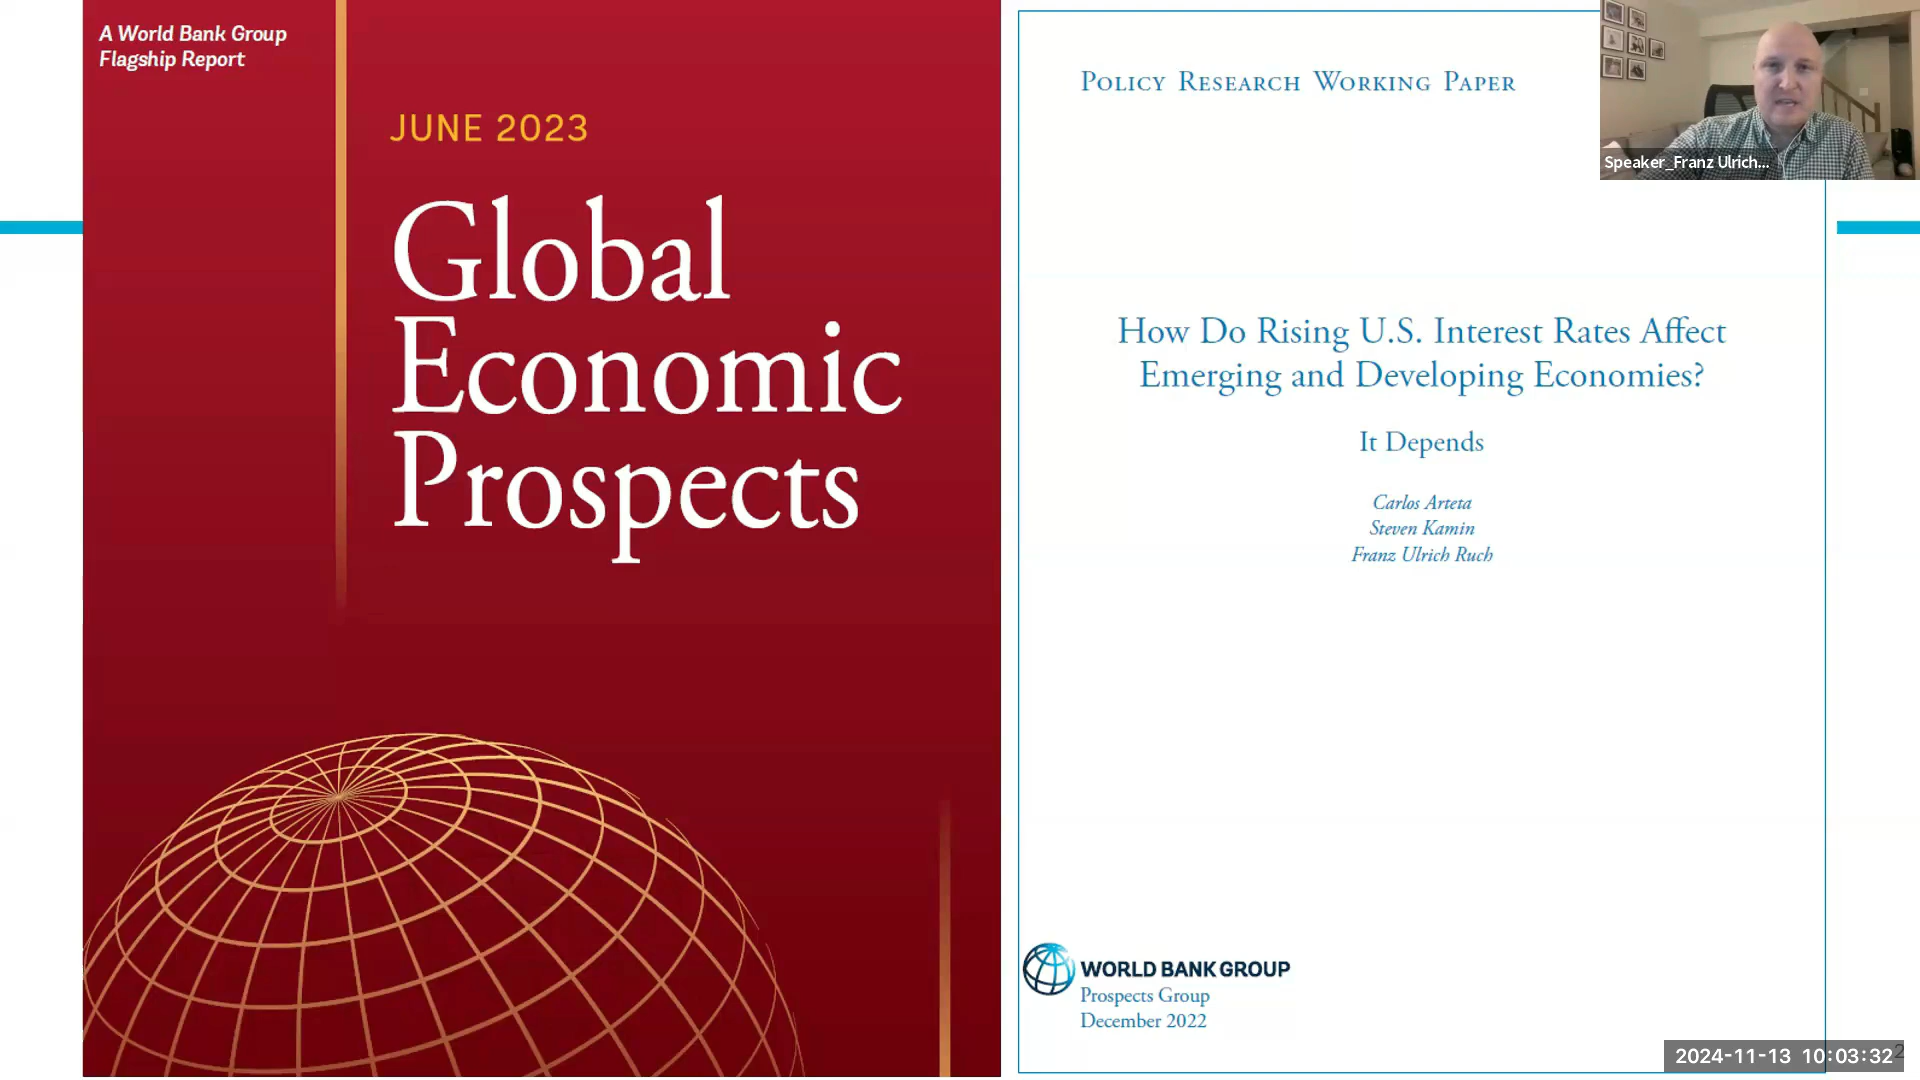 A World Bank Group
Flagship Report
JUNE 2023
Global
Economic
Prospects
POLICY RESEARCH WORKING PAPER
How Do Rising U.S. Interest Rates Affect
Emerging and Developing Economies?
It Depends
Carlos Arteta
Steven Kamin
Franz Ulrich Ruch
WORLD BANK GROUP
Prospects Group
December 2022
Speaker_Franz Ulrich...
2024-11-13 10:03:32
2